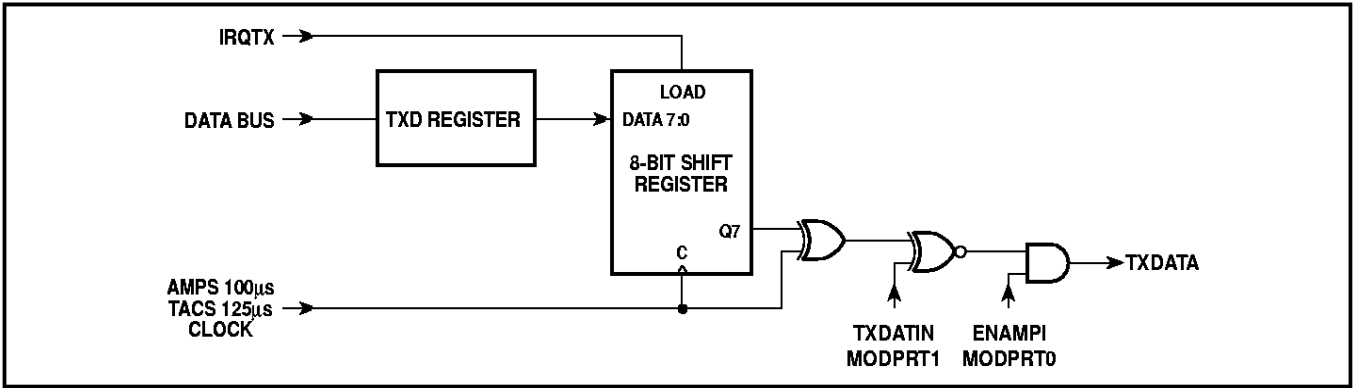 IRQTX
LOAD
DATA BUS
TXD REGISTER
DATA 7:0
8-BIT SHIFT
REGISTER
Q7
C
AMPS 100μs
TACS 125μs
CLOCK
TXDATA
TXDATIN
MODPRT1
ENAMPI
MODPRT0